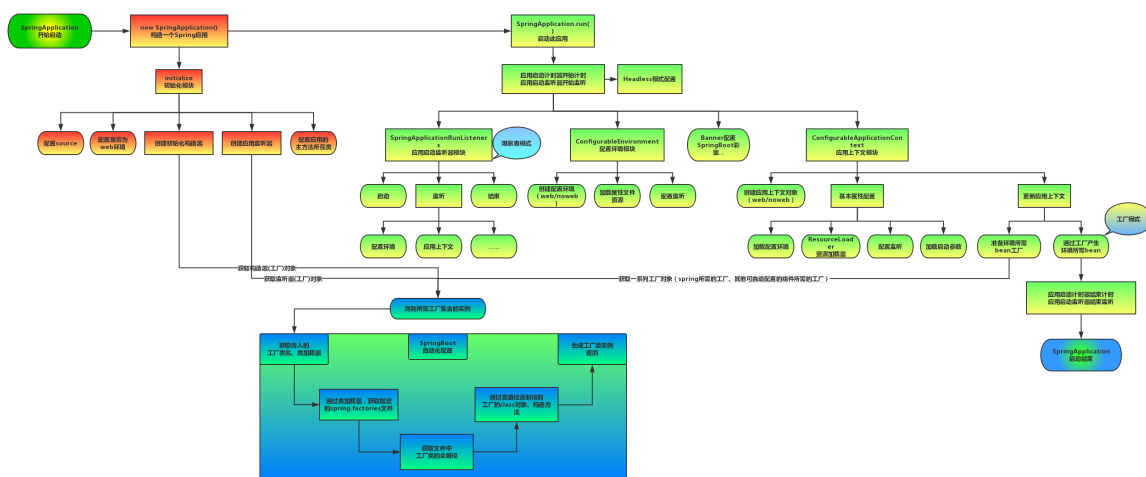 SpringApplication
开始启动
new SpringApplication()
构造一个Spring应用
SpringApplication.run(
)
启动此应用
initialize
初始化模块
应用启动计时器开始计时
应用启动监听器开始监听
Headless模式配置
配置source
配置是否为
web环境
创建初始化构造器
创建应用监听器
配置应用的
主方法所在类
SpringApplicationRunListener
s
应用启动监听器模块
观察者模式
ConfigurableEnvironment
配置环境模块
Banner配置
SpringBoot彩
蛋...
ConfigurableApplicationCon
text
应用上下文模块
启动
监听
结束
创建配置环境
(web/noweb)
加载属性文件
资源
配置监听
创建应用上下文对象
(web/noweb)
基本属性配置
更新应用上下文
工厂模式
配置环境
应用上下文
......
加载配置环境
ResourceLoad
er
资源加载器
配置监听
加载启动参数
准备环境所需
bean工厂
通过工厂产生
环境所需bean
获取构造器(工厂)对象
获取监听器(工厂)对象
获取一系列工厂对象(spring所需的工厂、其他可自动配置的组件所需的工厂)
得到所需工厂集合的实例
应用启动计时器结束计时
应用启动监听器结束监听
获取传入的
工厂类名、类加载器
SpringBoot
自动化配置
生成工厂类实例
返回
SpringApplication
启动结束
通过类加载器，获取指定
的spring.factories文件
通过类路径反射得到
工厂的class对象、构造方
法
获取文件中
工厂类的全路径